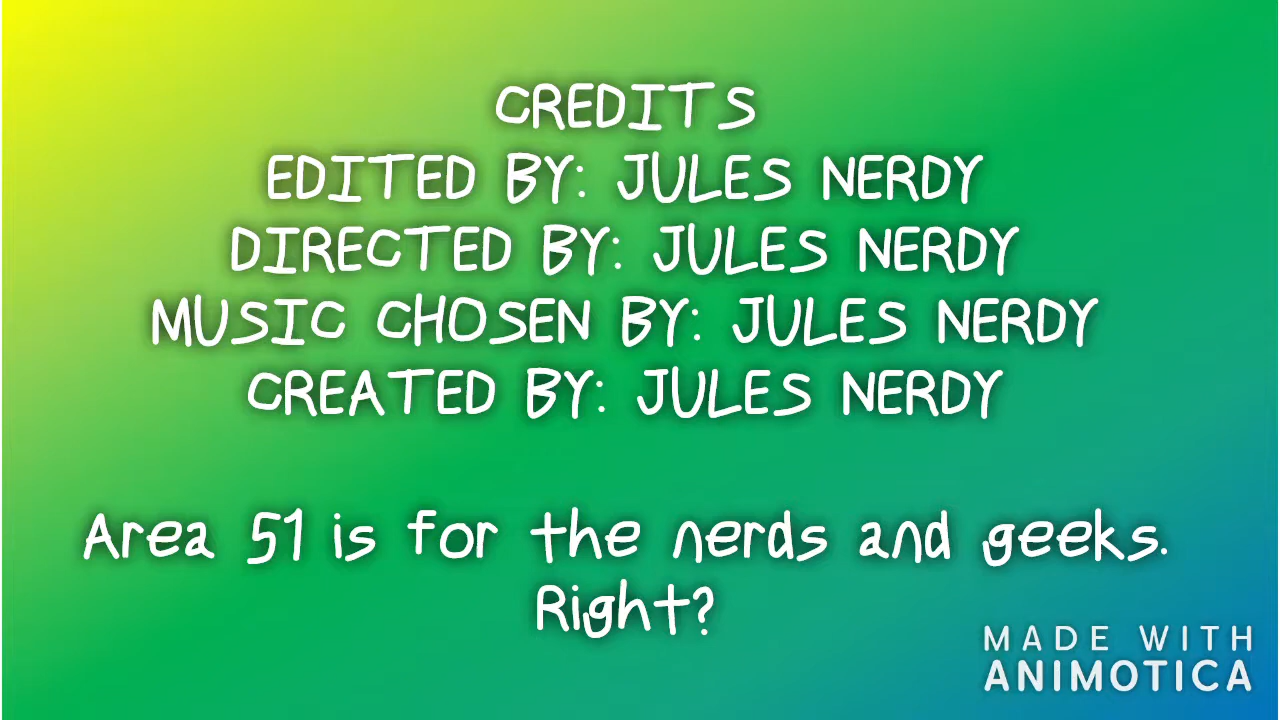 CREDITS
EDITED BY: JULES NERDY
DIRECTED BY: JULES NERDY
MUSIC CHOSEN BY: JULES NERDY
CREATED BY: JULES NERDY
Area 51 is for the nerds and geeks.
Right?
MADE WITH
ANIMOTICA